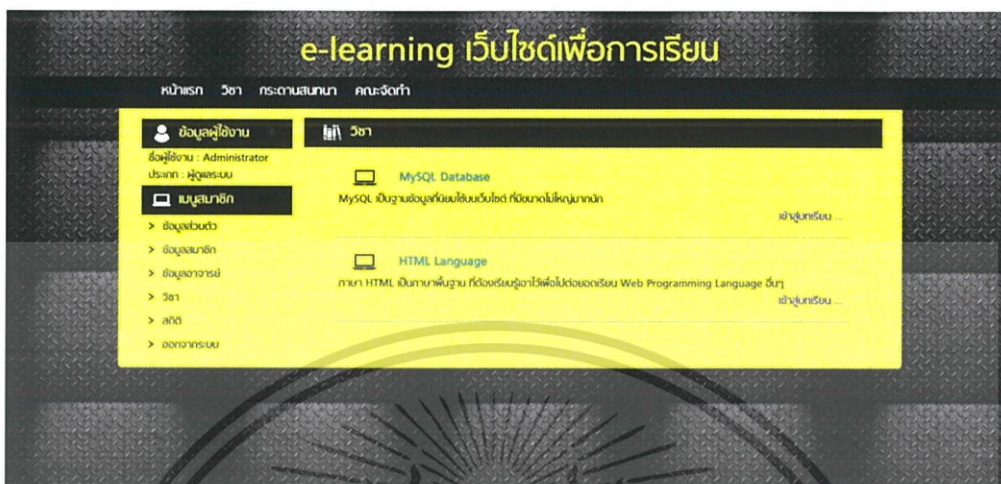 e-learning เว็บไซต์เพื่อการเรียน
หน้าแรก วิชา กระดานสนทนา คณะจัดทำ
ข้อมูลผู้ใช้งาน
ชื่อผู้ใช้งาน : Administrator
ประเภท : ผู้ดูแลระบบ
เมนูสมาชิก
> ข้อมูลส่วนตัว
> ข้อมูลสมาชิก
> ข้อมูลอาจารย์
> วิชา
> สถิติ
> ออกจากระบบ
วิชา
MySQL Database
MySQL เป็นฐานข้อมูลที่นิยมใช้บนเว็บไซต์ ที่มีขนาดไม่ใหญ่มากนัก
เข้าสู่บทเรียน ...
HTML Language
ภาษา HTML เป็นภาษาพื้นฐาน ที่ต้องเรียนรู้เอาไว้เพื่อไปต่อยอดเรียน Web Programming Language อื่นๆ
เข้าสู่บทเรียน ...